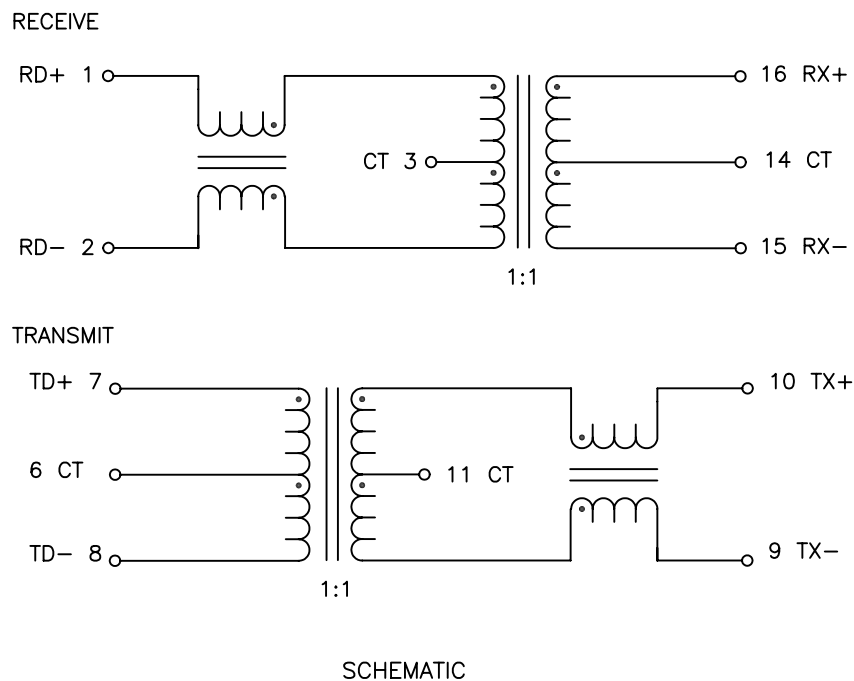 RECEIVE
RD+ 1
16 RX+
CT 3
14 CT
RD- 2
15 RX-
1:1
TRANSMIT
TD+ 7
10 TX+
6 CT
11 CT
TD- 8
9 TX-
1:1
SCHEMATIC